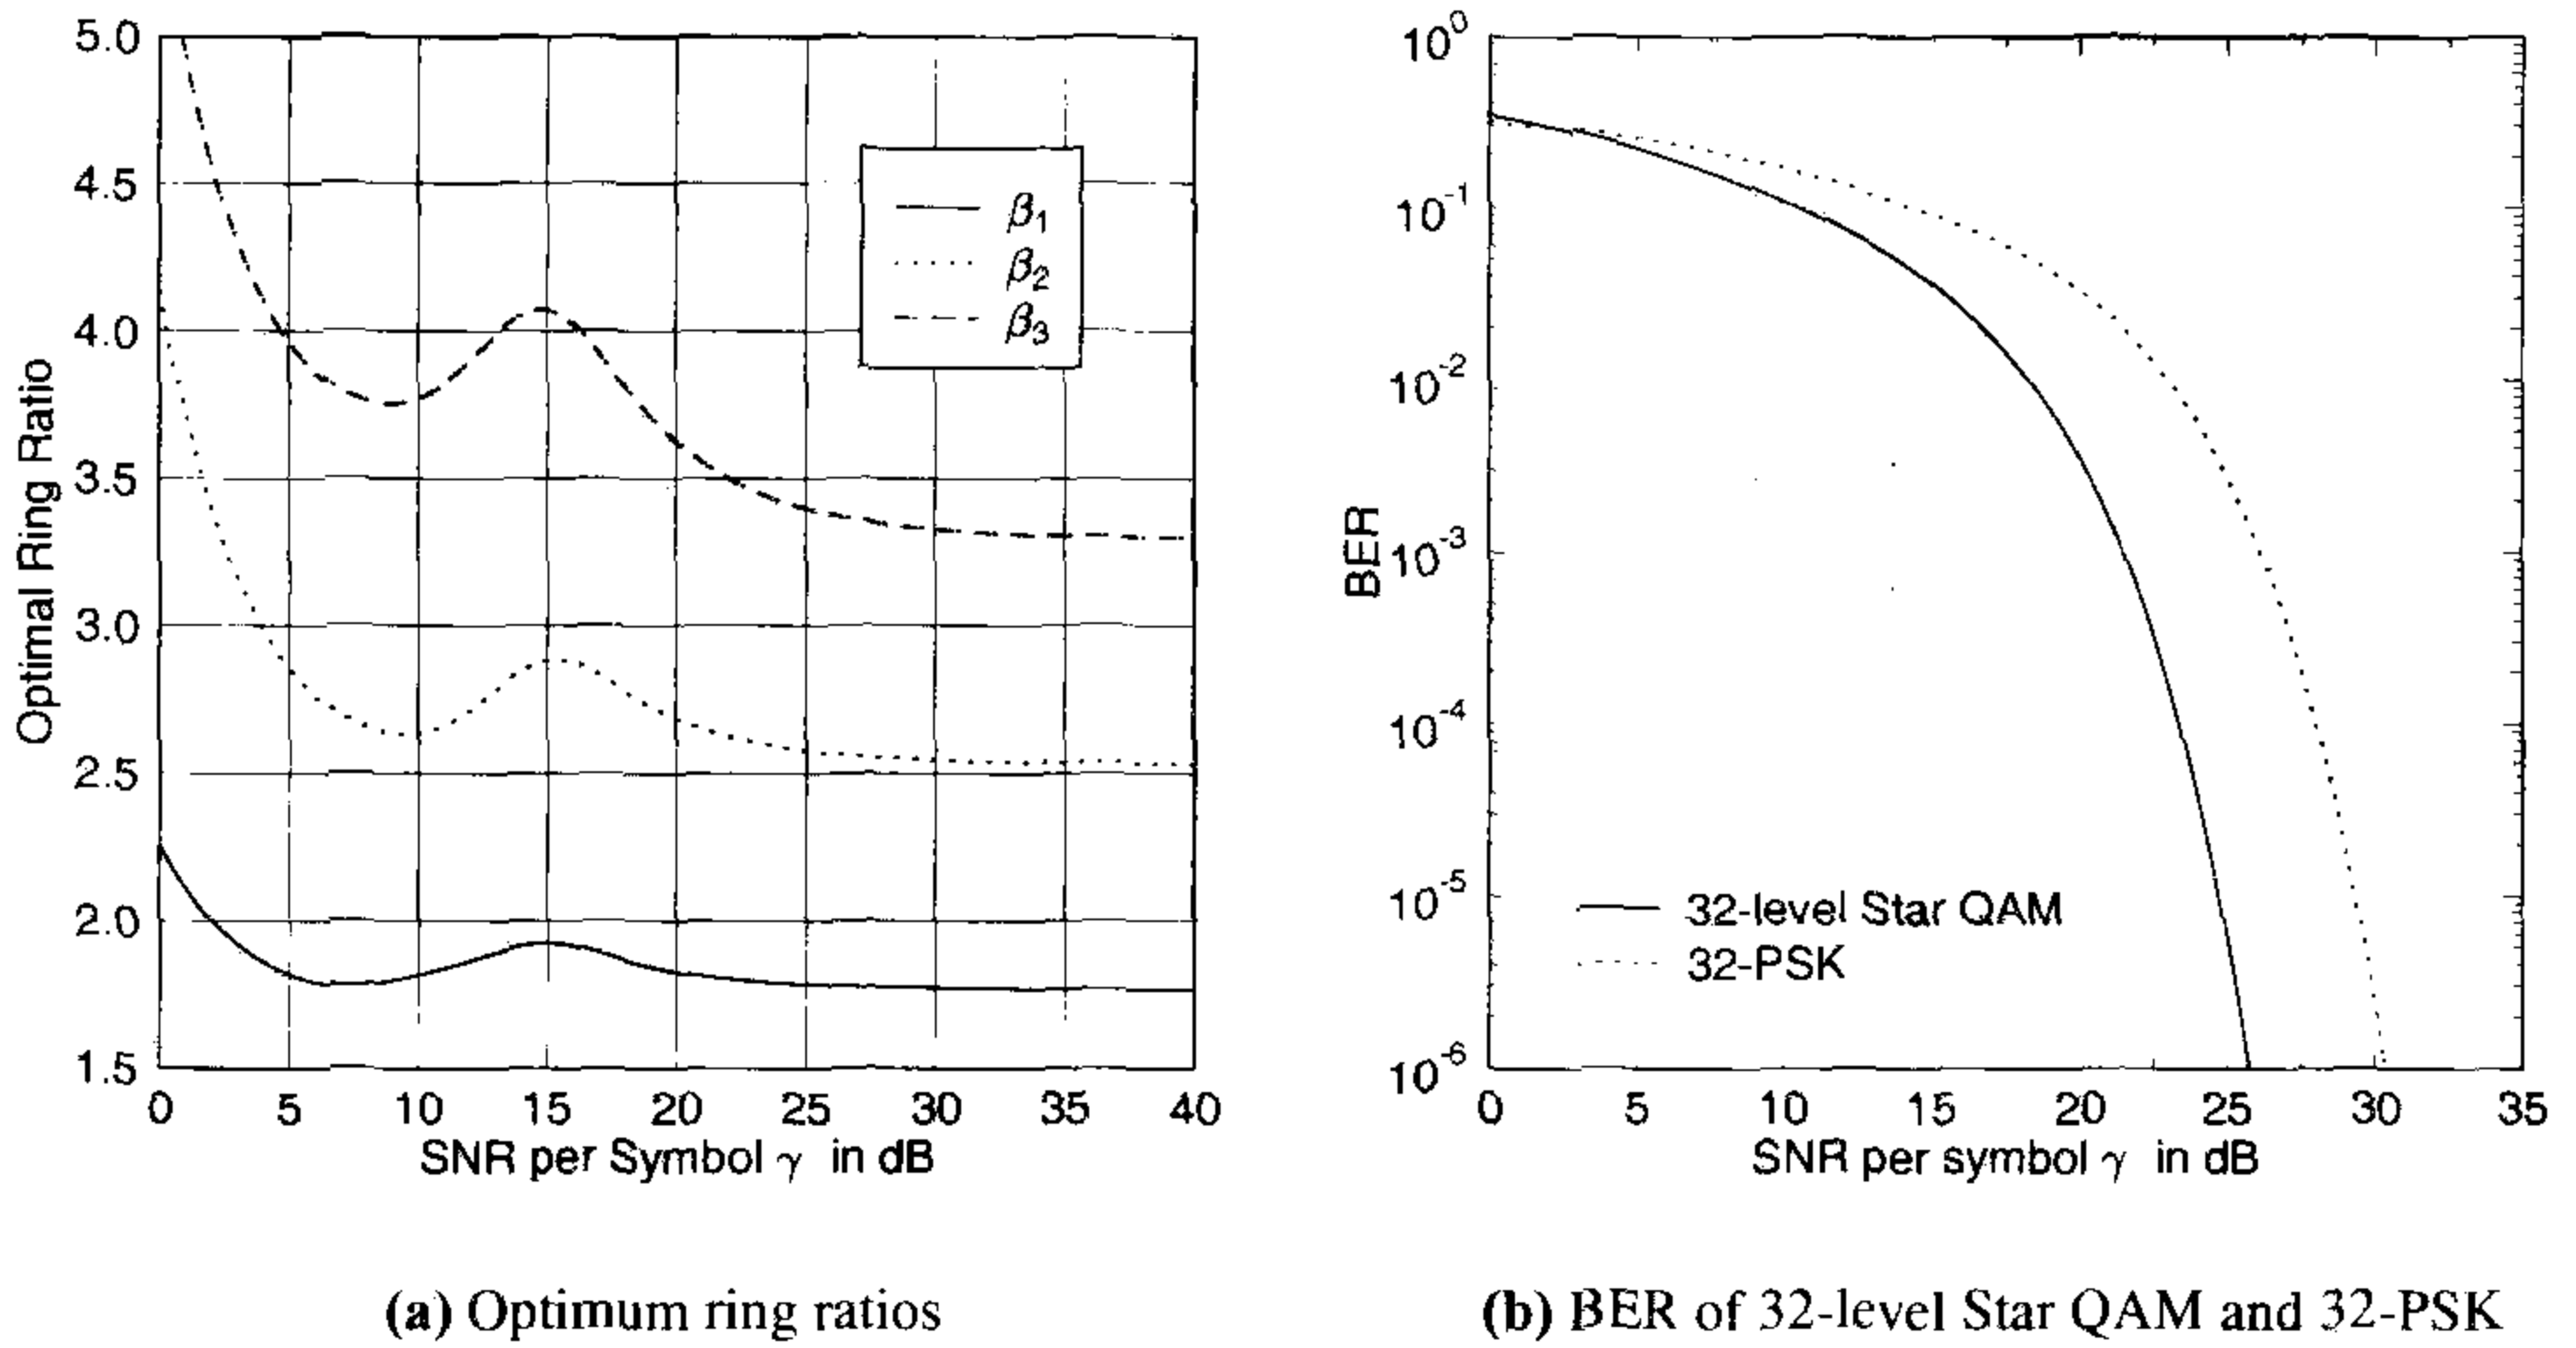 5.0
4.5
4.0
3.5
3.0
2.5
2.0
1.5
Optimal Ring Ratio
β1
β2
β3
0 5 10 15 20 25 30 35 40
SNR per Symbol γ in dB
(a) Optimum ring ratios
10^0
10^-1
10^-2
10^-3
10^-4
10^-5
10^-6
BER
32-level Star QAM
32-PSK
0 5 10 15 20 25 30 35
SNR per symbol γ in dB
(b) BER of 32-level Star QAM and 32-PSK